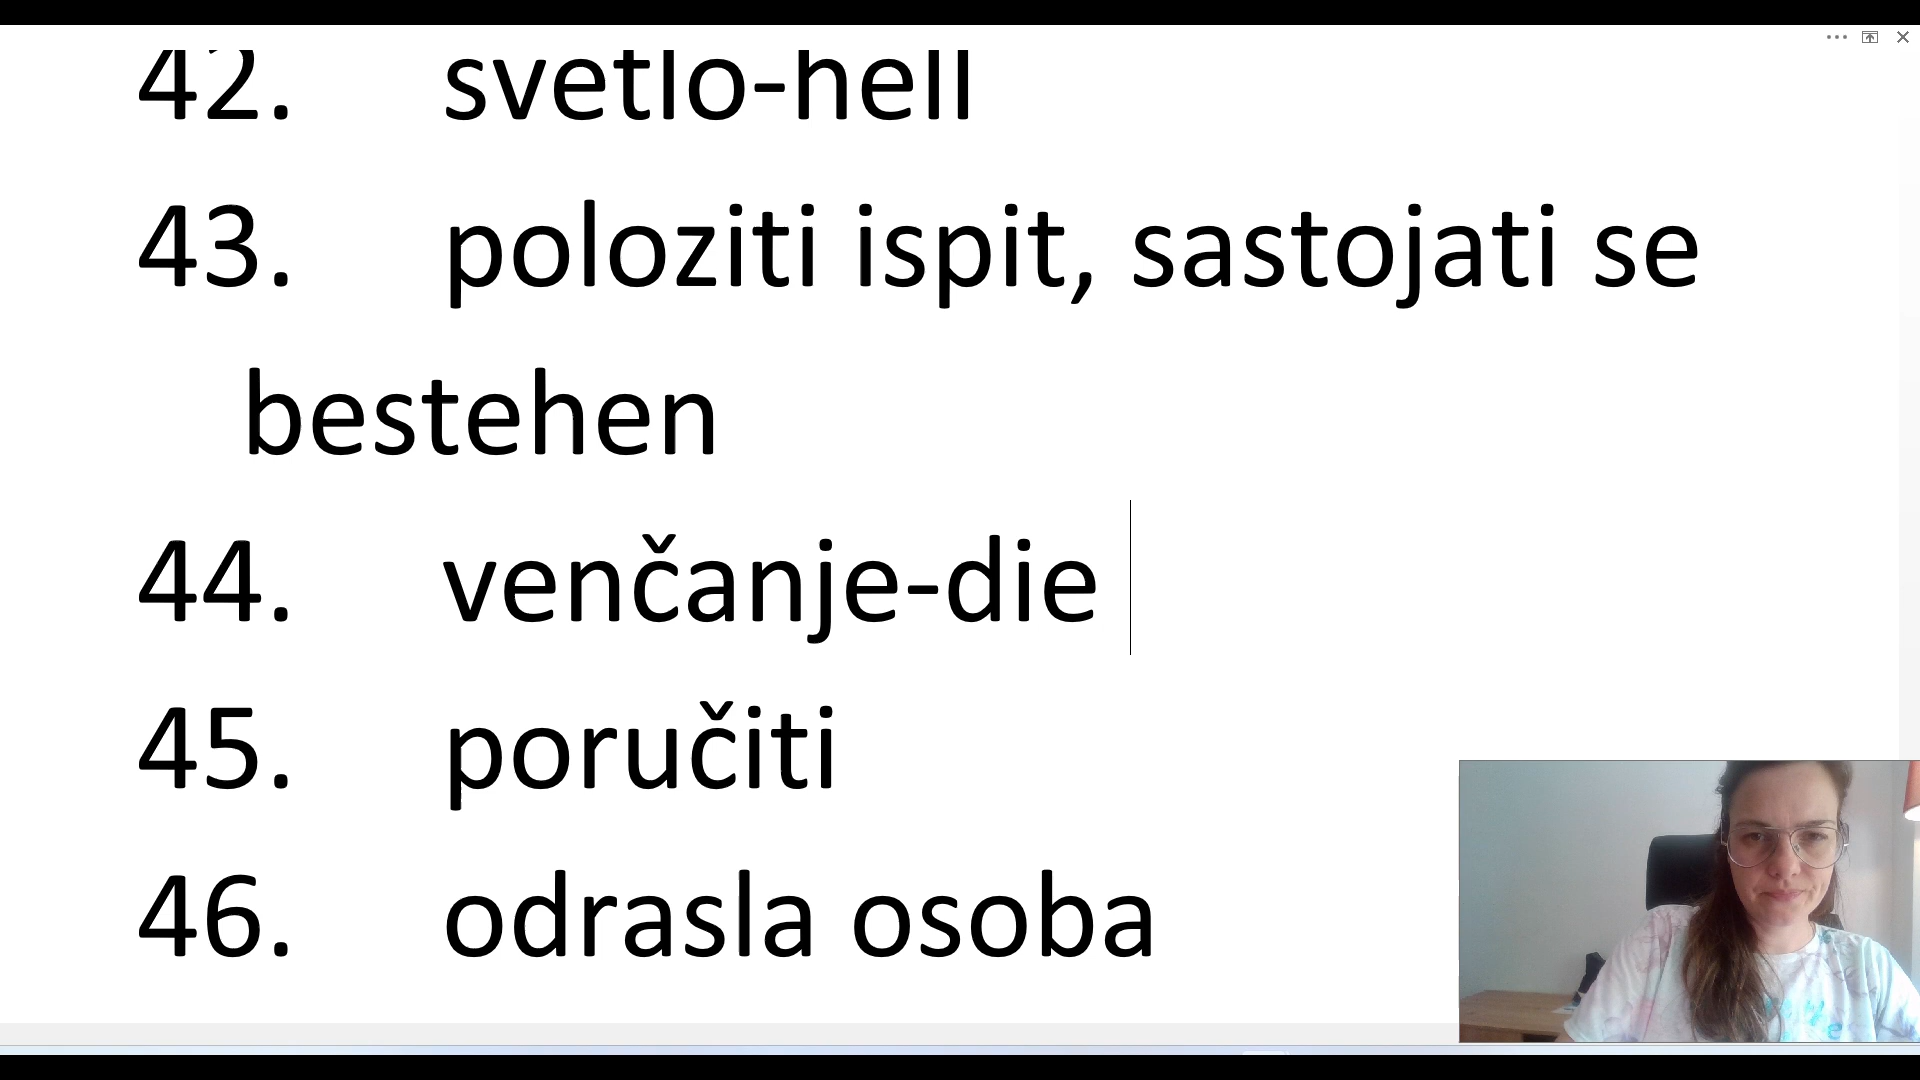 42. svetlo-hell
43. poloziti ispit, sastojati se
bestehen
44. venčanje-die
45. poručiti
46. odrasla osoba